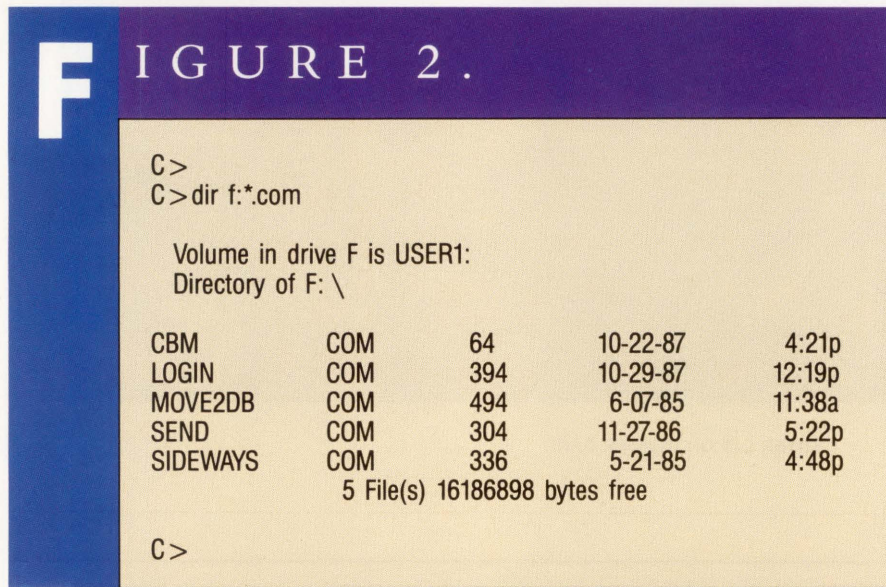 FIGURE 2.
C>
C>dir f:*.com
Volume in drive F is USER1:
Directory of F: \
CBM COM 64 10-22-87 4:21p
LOGIN COM 394 10-29-87 12:19p
MOVE2DB COM 494 6-07-85 11:38a
SEND COM 304 11-27-86 5:22p
SIDEWAYS COM 336 5-21-85 4:48p
5 File(s) 16186898 bytes free
C>